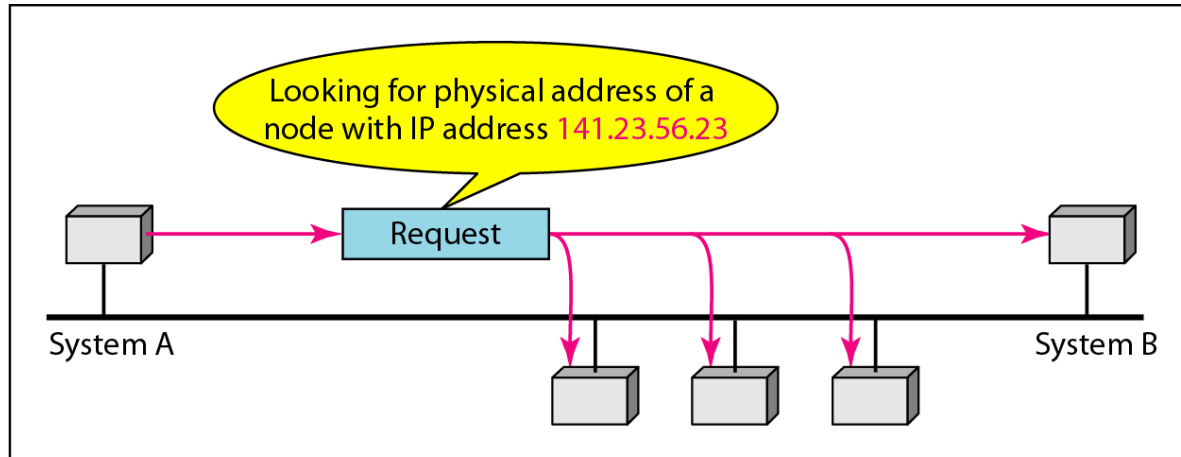 Looking for physical address of a
node with IP address 141.23.56.23
Request
System A
System B